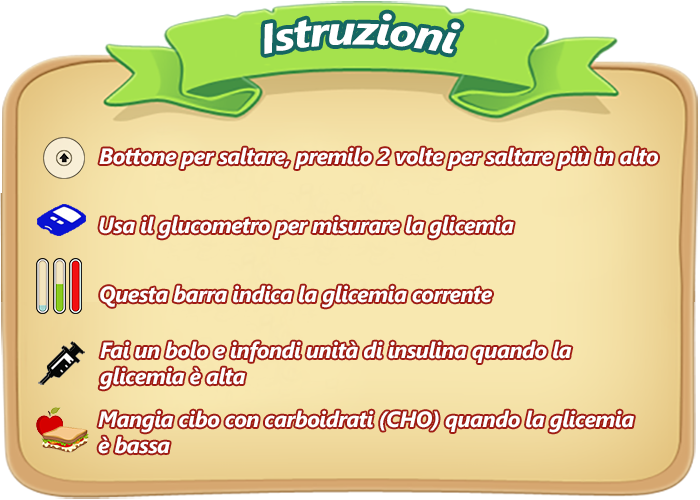 Istruzioni
Bottone per saltare, premilo 2 volte per saltare più in alto
Usa il glucometro per misurare la glicemia
Questa barra indica la glicemia corrente
Fai un bolo e infondi unità di insulina quando la
glicemia è alta
Mangia cibo con carboidrati (CHO) quando la glicemia
è bassa